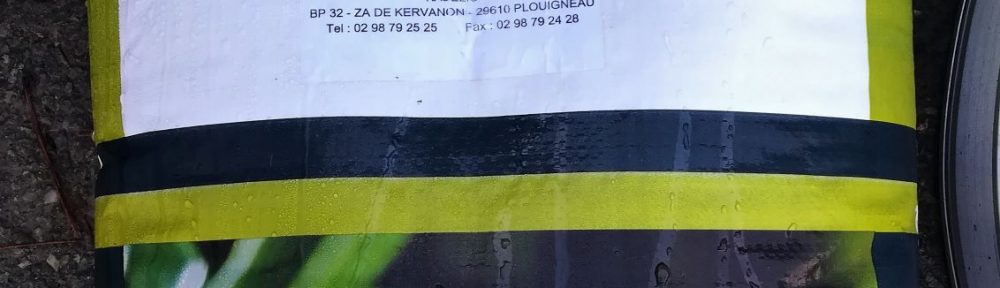 BP 32 - ZA DE KERVANON - 29610 PLOUIGNEAU
Tel : 02 98 79 25 25 Fax : 02 98 79 24 28